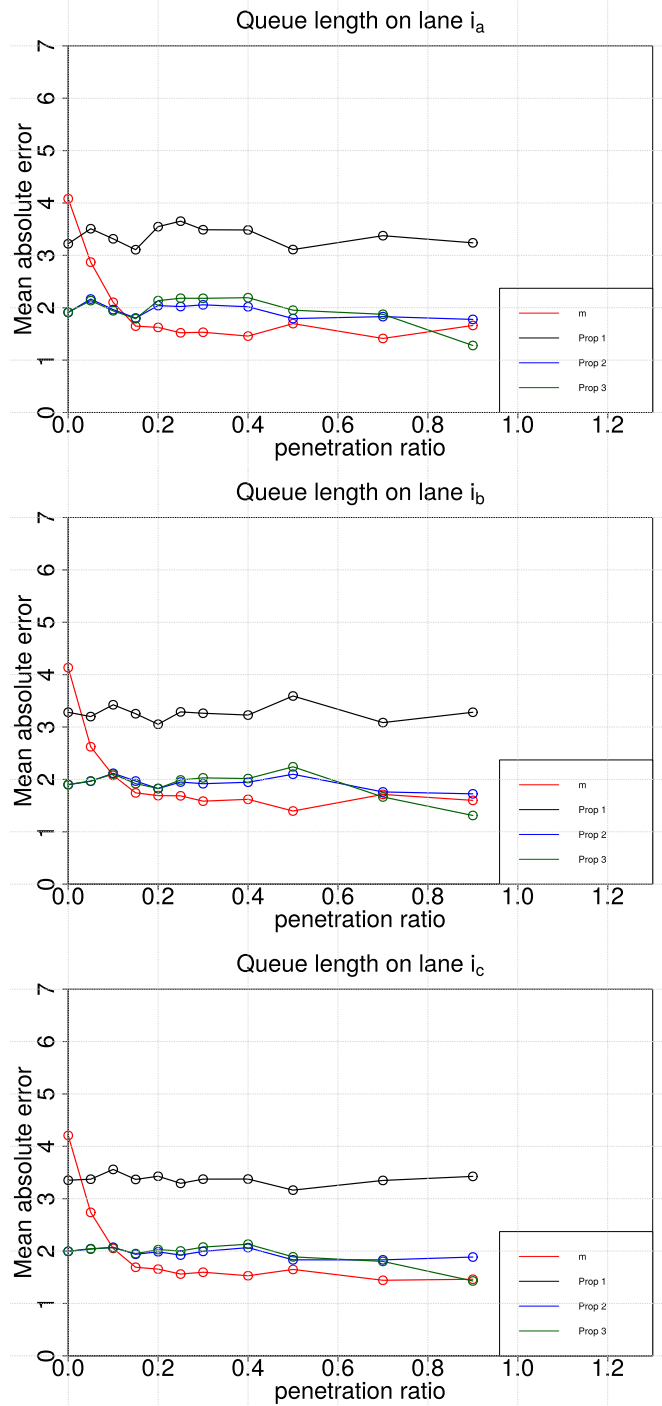 Queue length on lane iₐ
Mean absolute error
7
6
5
4
3
2
1
0
m
Prop 1
Prop 2
Prop 3
0.0 0.2 0.4 0.6 0.8 1.0 1.2
penetration ratio
Queue length on lane i_b
Mean absolute error
7
6
5
4
3
2
1
0
m
Prop 1
Prop 2
Prop 3
0.0 0.2 0.4 0.6 0.8 1.0 1.2
penetration ratio
Queue length on lane i_c
Mean absolute error
7
6
5
4
3
2
1
0
m
Prop 1
Prop 2
Prop 3
0.0 0.2 0.4 0.6 0.8 1.0 1.2
penetration ratio